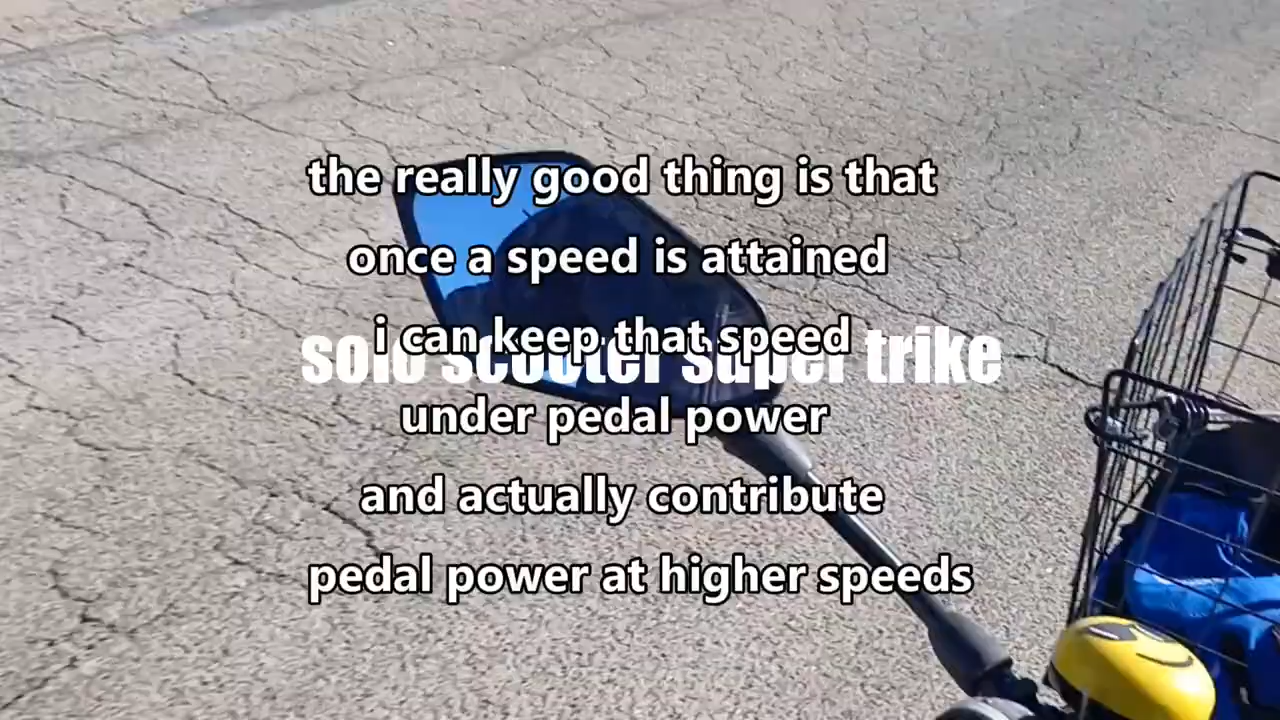 the really good thing is that
once a speed is attained
i can keep that speed
solo scooter super trike
under pedal power
and actually contribute
pedal power at higher speeds